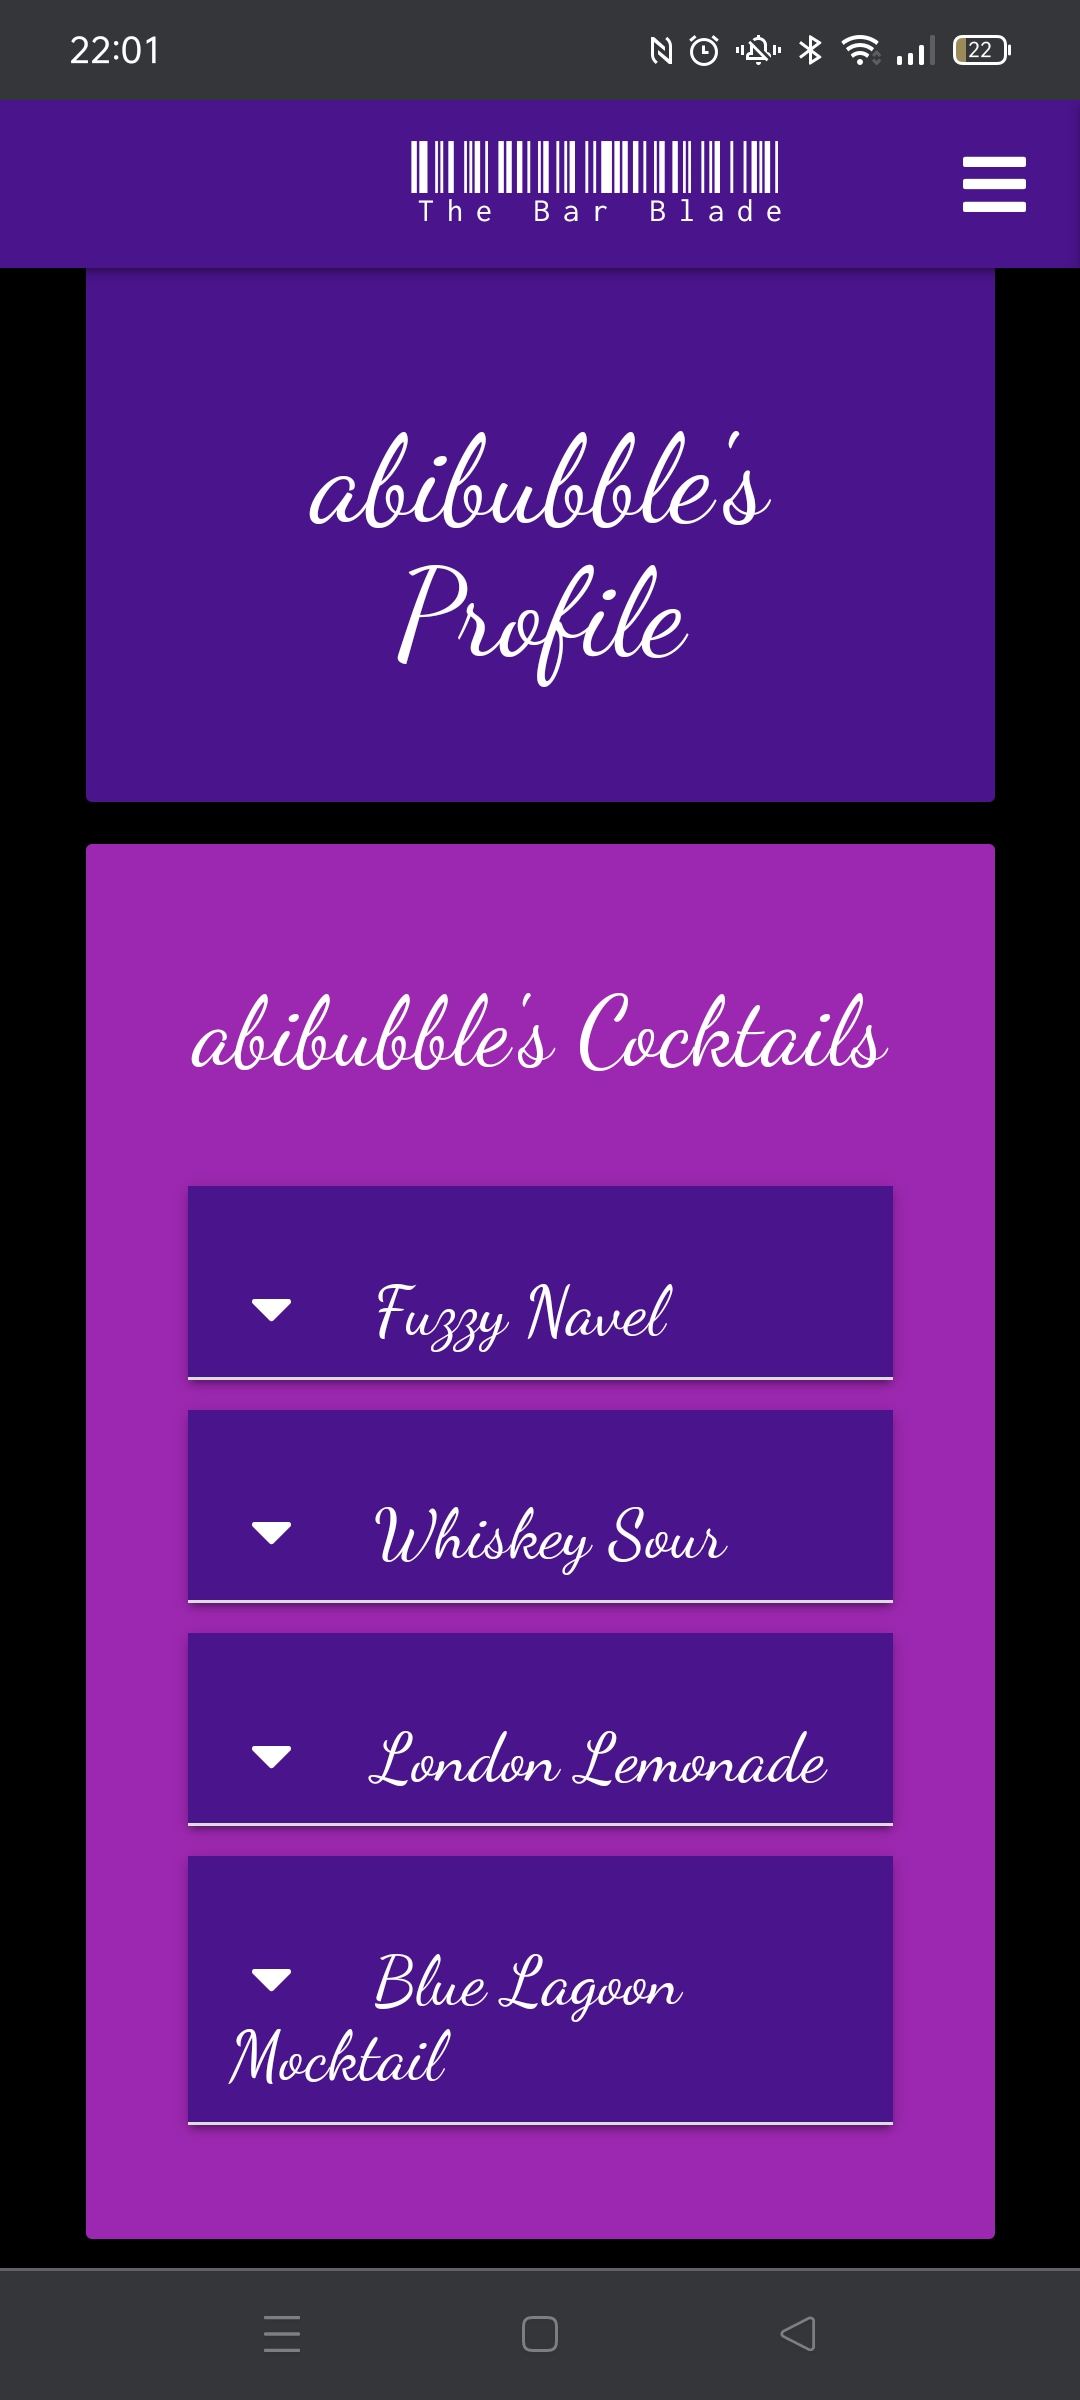 22:01
22
The Bar Blade
abibubble's
Profile
abibubble's Cocktails
Fuzzy Navel
Whiskey Sour
London Lemonade
Blue Lagoon
Mocktail